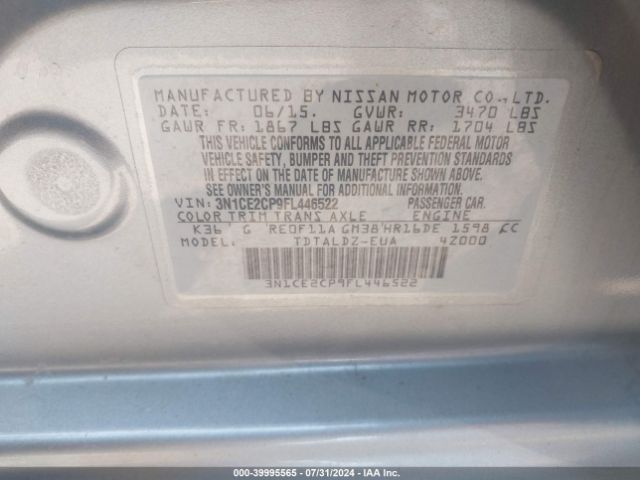 MANUFACTURED BY NISSAN MOTOR CO., LTD.
DATE: 06/15. GVWR: 3470 LBS
GAWR FR: 1867 LBS GAWR RR: 1704 LBS
THIS VEHICLE CONFORMS TO ALL APPLICABLE FEDERAL MOTOR
VEHICLE SAFETY, BUMPER AND THEFT PREVENTION STANDARDS
IN EFFECT ON THE DATE OF MANUFACTURE SHOWN ABOVE.
SEE OWNER'S MANUAL FOR ADDITIONAL INFORMATION
VIN: 3N1CE2CP9FL446522 PASSENGER CAR.
COLOR TRIM TRANS AXLE ENGINE
K36 G RE0F11A GM38 HR16DE 1598 CC
MODEL: TDTALDZ-EUA 4Z000
3N1CE2CP9FL446522
000-39995565 / 07/31/2024 - IAA Inc.